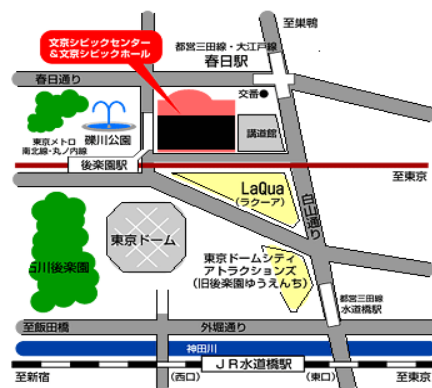 至巣鴨
文京シビックセンター
&文京シビックホール
都営三田線・大江戸線
春日駅
春日通り
交番●
講道館
礫川公園
東京メトロ
南北線・丸ノ内線
後楽園駅
至東京
LaQua
(ラクーア)
白山通り
東京ドーム
石川後楽園
東京ドームシティ
アトラクションズ
(旧後楽園ゆうえんち)
都営三田線
水道橋駅
至飯田橋
外堀通り
神田川
JR水道橋駅
至新宿
(西口)
(東口)
至東京